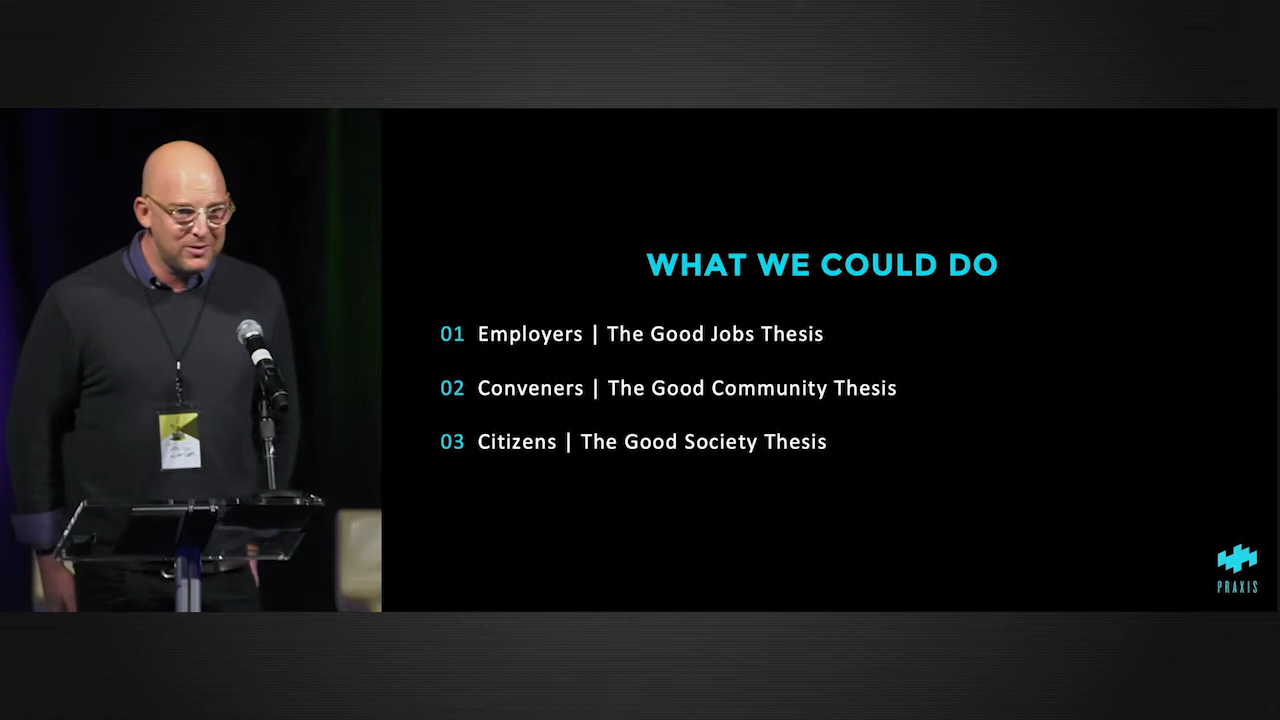 WHAT WE COULD DO
01 Employers | The Good Jobs Thesis
02 Conveners | The Good Community Thesis
03 Citizens | The Good Society Thesis
PRAXIS